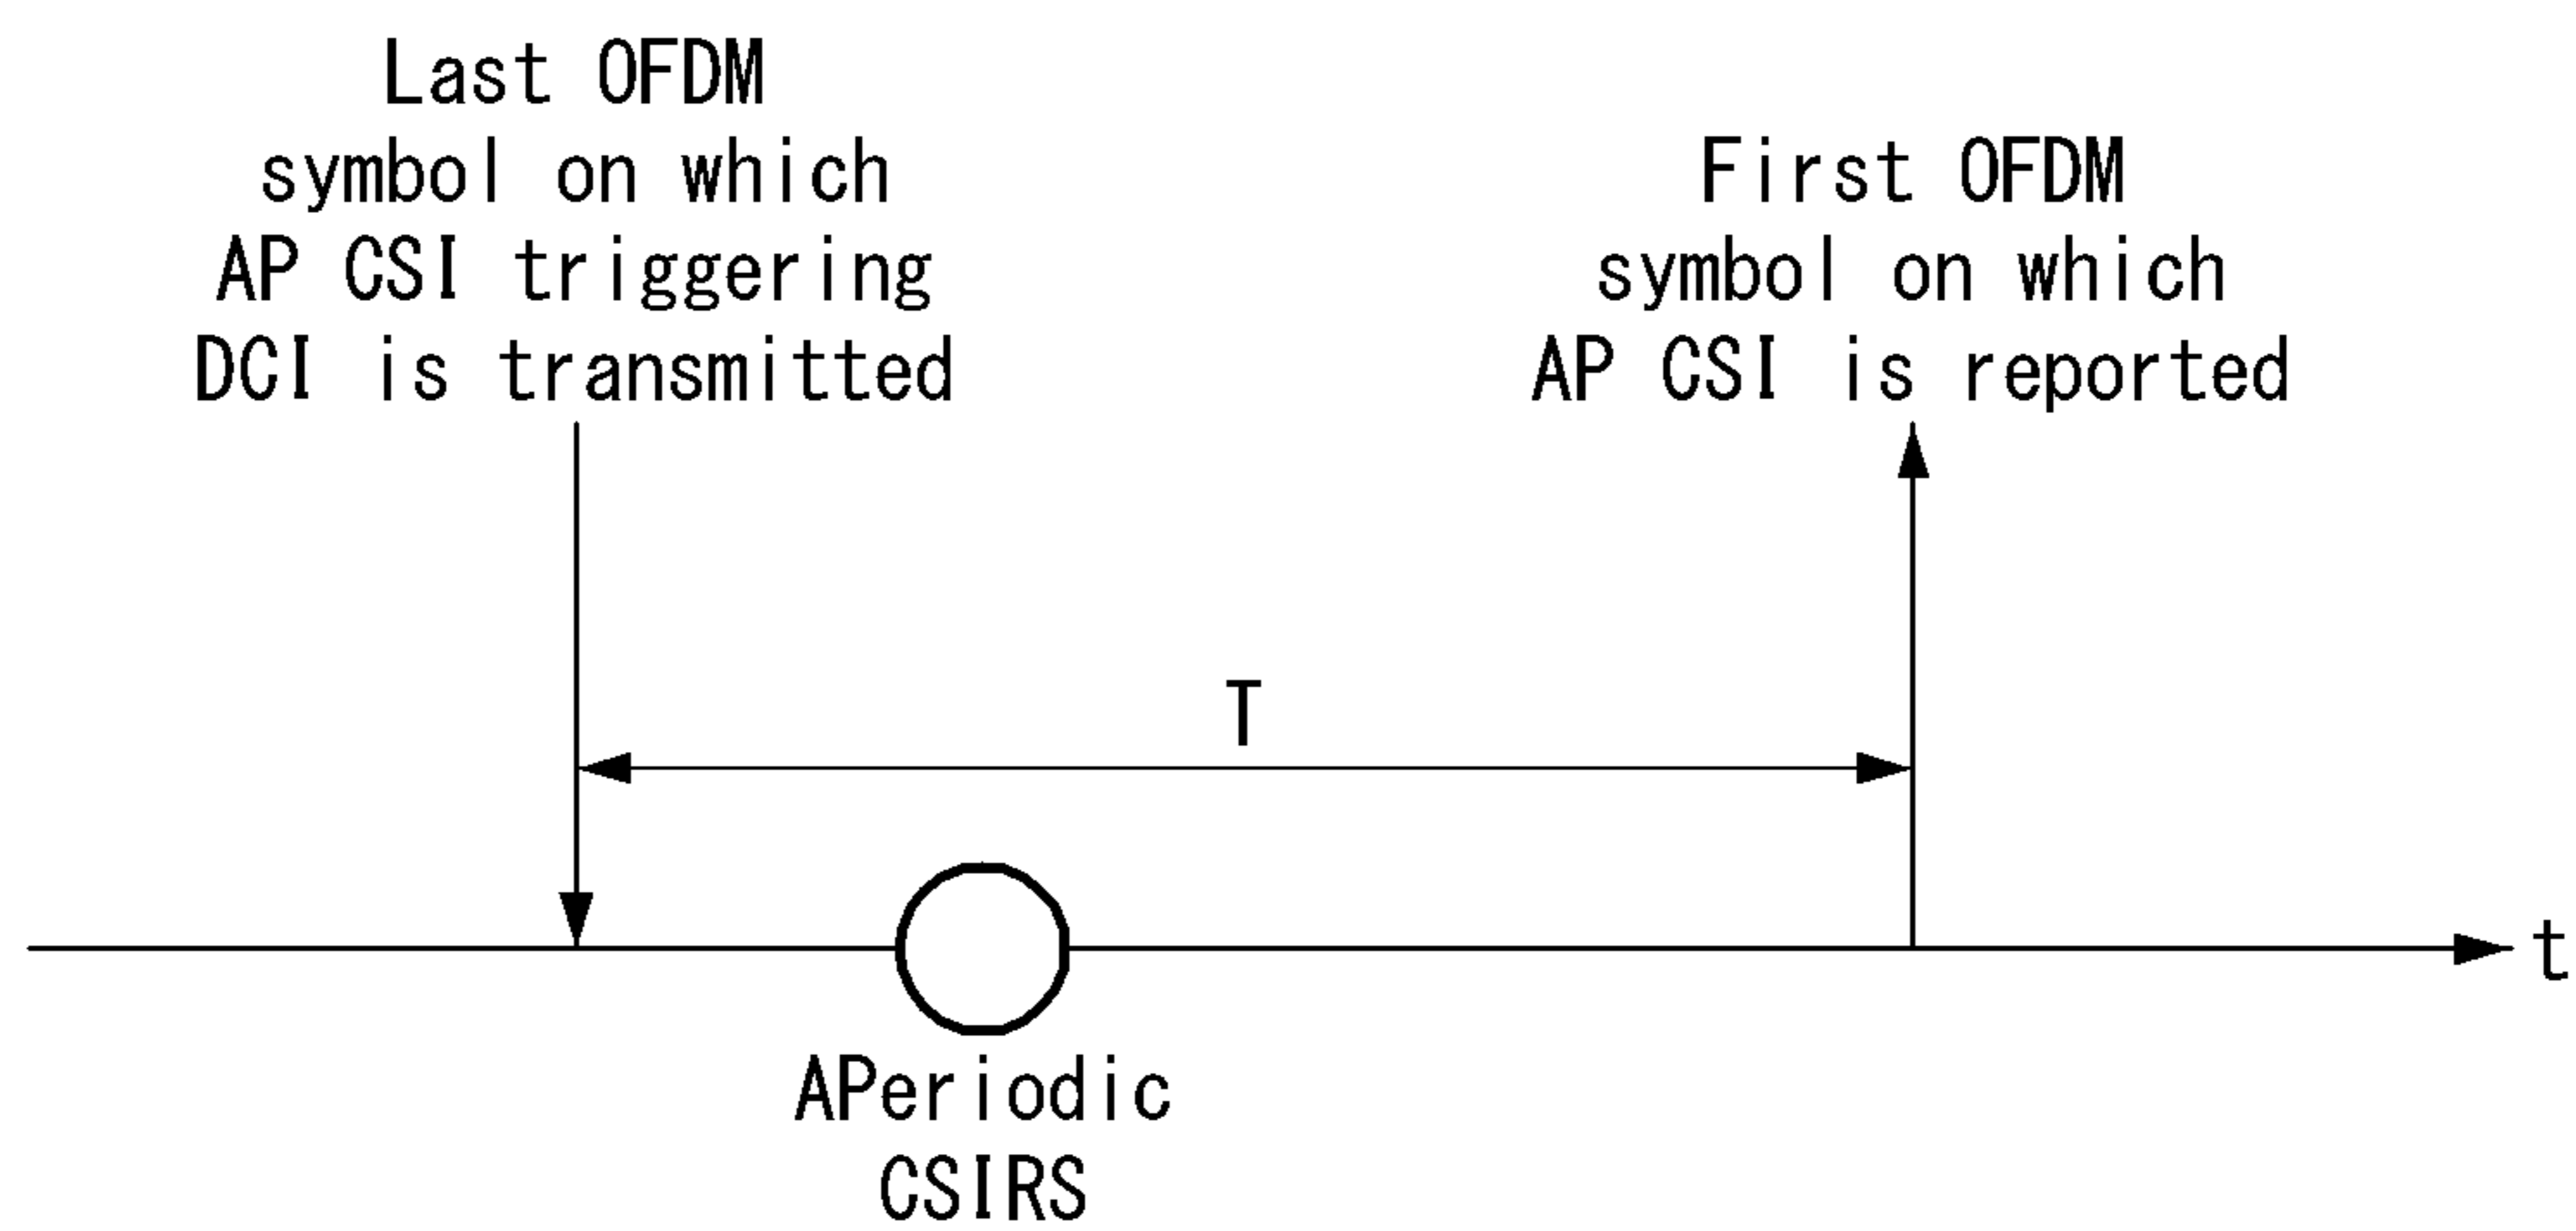 Last OFDM
symbol on which
AP CSI triggering
DCI is transmitted
First OFDM
symbol on which
AP CSI is reported
T
t
APeriodic
CSIRS